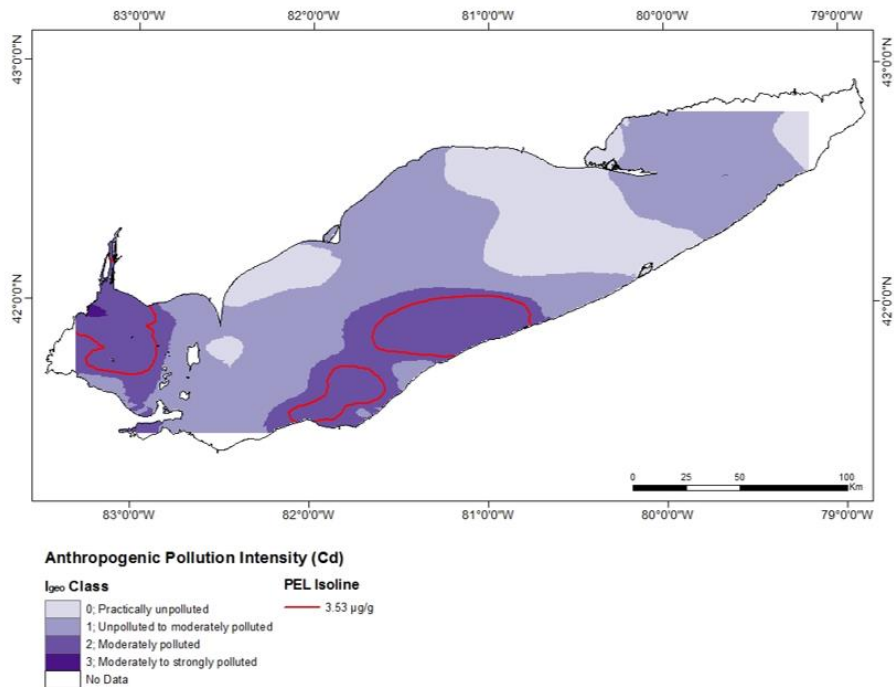 83°0'0"W 82°0'0"W 81°0'0"W 80°0'0"W 79°0'0"W
43°0'0"N 43°0'0"N
42°0'0"N 42°0'0"N
0 25 50 100
Km
83°0'0"W 82°0'0"W 81°0'0"W 80°0'0"W 79°0'0"W
Anthropogenic Pollution Intensity (Cd)
Igeo Class PEL Isoline
0; Practically unpolluted 3.53 µg/g
1; Unpolluted to moderately polluted
2; Moderately polluted
3; Moderately to strongly polluted
No Data